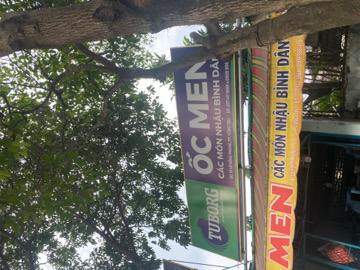 TUBORG
ỐC MEN
CÁC MÓN NHẬU BÌNH DÂN
MEN
CÁC MÓN NHẬU BÌNH DÂN